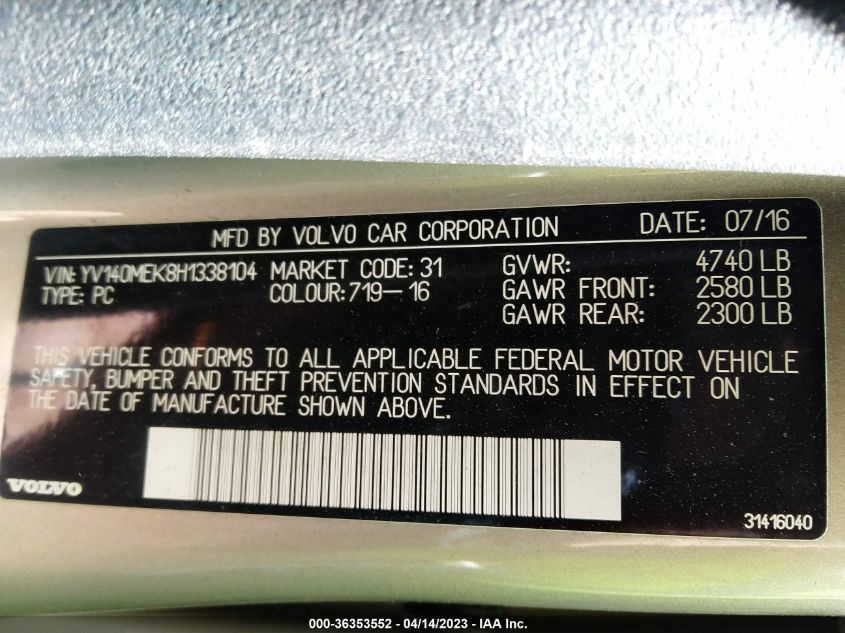 MFD BY VOLVO CAR CORPORATION DATE: 07/16
VIN: YV140MEK8H1338104 MARKET CODE: 31 GVWR: 4740 LB
TYPE: PC COLOUR: 719-16 GAWR FRONT: 2580 LB
GAWR REAR: 2300 LB
THIS VEHICLE CONFORMS TO ALL APPLICABLE FEDERAL MOTOR VEHICLE
SAFETY, BUMPER AND THEFT PREVENTION STANDARDS IN EFFECT ON
THE DATE OF MANUFACTURE SHOWN ABOVE.
VOLVO
31416040
000-36353552 - 04/14/2023 - IAA Inc.